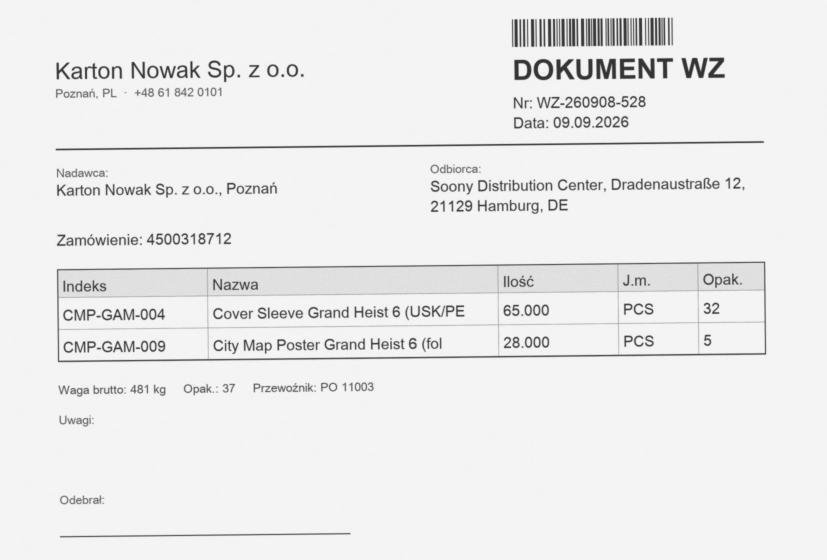 Karton Nowak Sp. z o.o.
Poznań, PL · +48 61 842 0101
DOKUMENT WZ
Nr: WZ-260908-528
Data: 09.09.2026
Nadawca:
Karton Nowak Sp. z o.o., Poznań
Odbiorca:
Soony Distribution Center, Dradenaustraße 12,
21129 Hamburg, DE
Zamówienie: 4500318712
Indeks Nazwa Ilość J.m. Opak.
CMP-GAM-004 Cover Sleeve Grand Heist 6 (USK/PE 65.000 PCS 32
CMP-GAM-009 City Map Poster Grand Heist 6 (fol 28.000 PCS 5
Waga brutto: 481 kg Opak.: 37 Przewoźnik: PO 11003
Uwagi:
Odebrał: